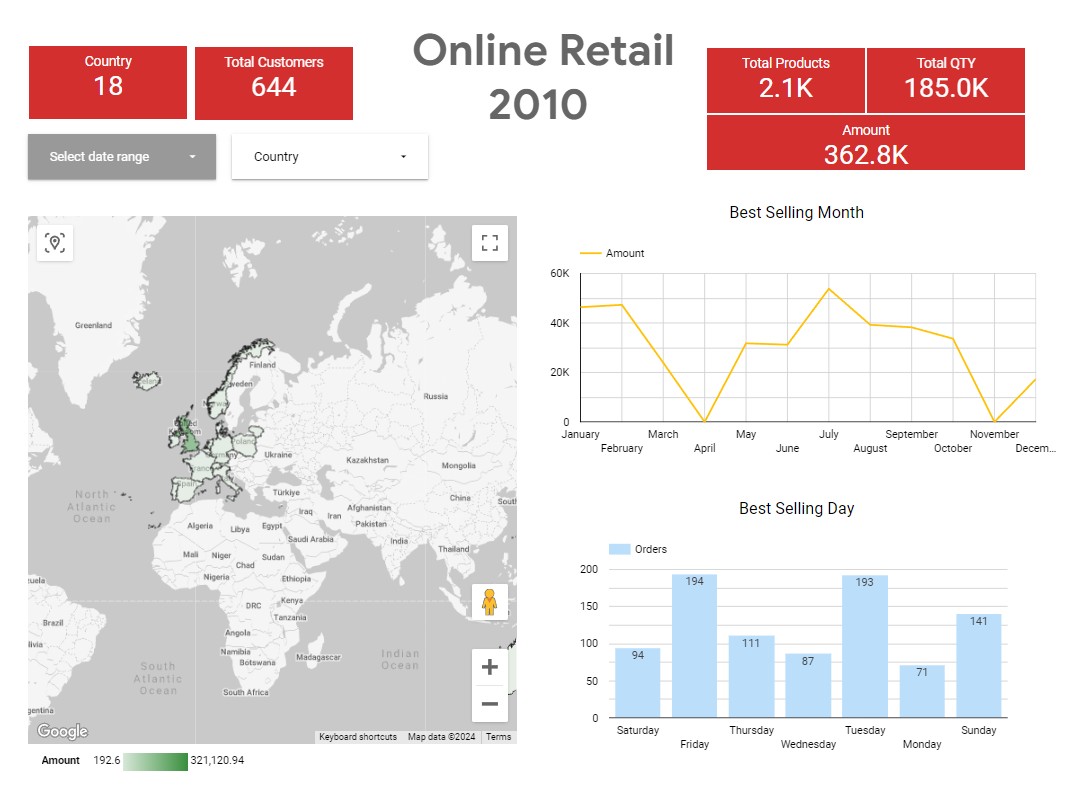 Online Retail
2010
Country
18
Total Customers
644
Total Products
2.1K
Total QTY
185.0K
Amount
362.8K
Select date range
Country
Greenland
Finland
Russia
Ukraine
Kazakhstan
Mongolia
Türkiye
China
South
North
Atlantic
Ocean
Iraq
Iran
Afghanistan
Pakistan
Algeria
Libya
Egypt
Saudi Arabia
India
Thailand
Mali
Niger
Chad
Sudan
Nigeria
Ethiopia
DRC
Kenya
Tanzania
Brazil
Angola
Namibia
Botswana
Madagascar
Indian
Ocean
South
Atlantic
Ocean
South Africa
Google
Keyboard shortcuts
Map data ©2024
Terms
Amount 192.6 321,120.94
Best Selling Month
Amount
60K
40K
20K
0
January February March April May June July August September October November Decem...
Best Selling Day
Orders
200
150
100
50
0
94 194 111 87 193 71 141
Saturday Friday Thursday Wednesday Tuesday Monday Sunday